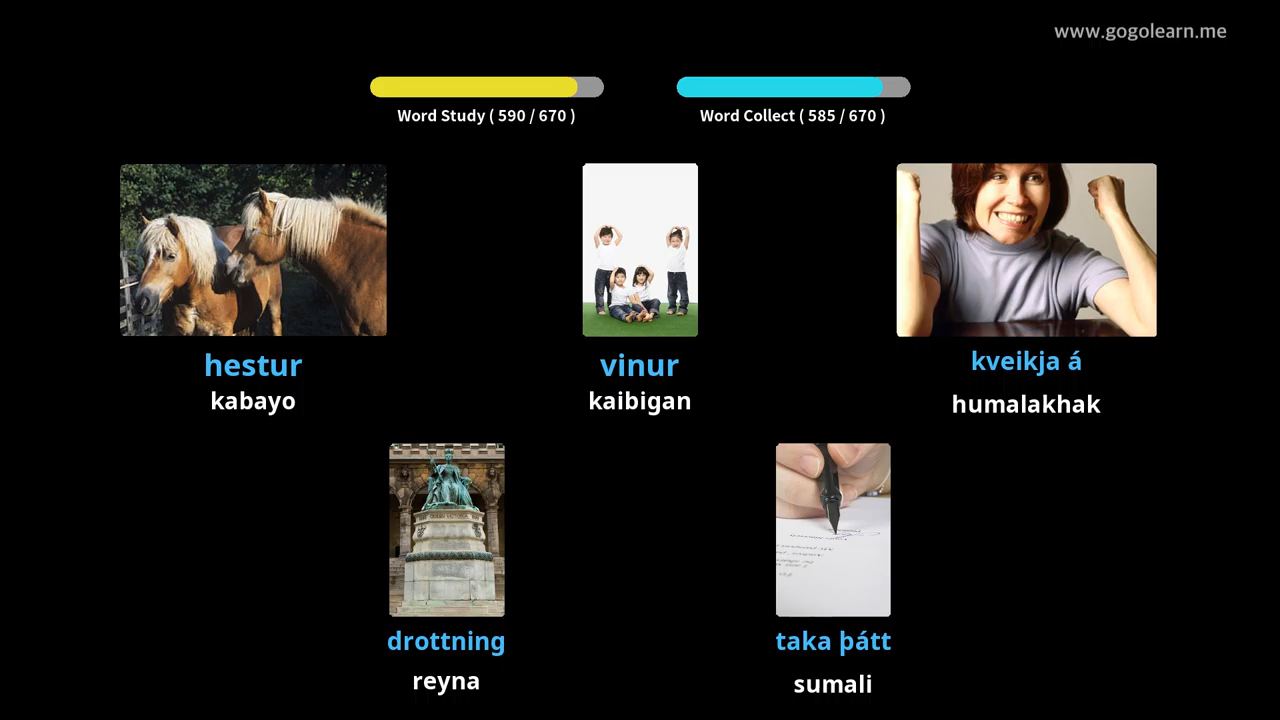 www.gogolearn.me
Word Study ( 590 / 670 )
Word Collect ( 585 / 670 )
hestur
kabayo
vinur
kaibigan
kveikja á
humalakhak
drottning
reyna
taka þátt
sumali